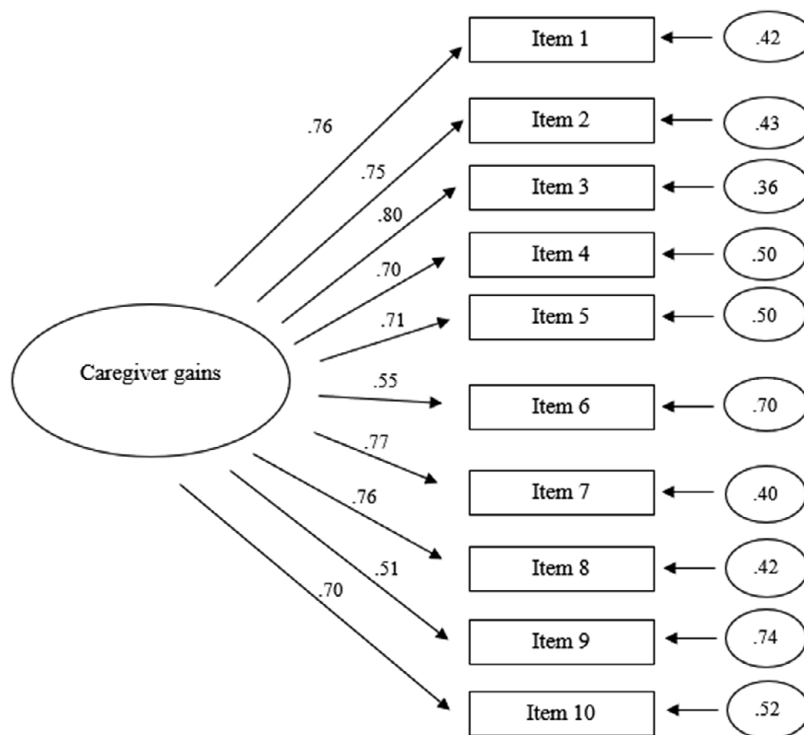 Item 1
.42
.76
Item 2
.43
.75
Item 3
.36
.80
Item 4
.50
.70
Item 5
.50
.71
Caregiver gains
.55
Item 6
.70
.77
Item 7
.40
.76
Item 8
.42
.51
.70
Item 9
.74
Item 10
.52